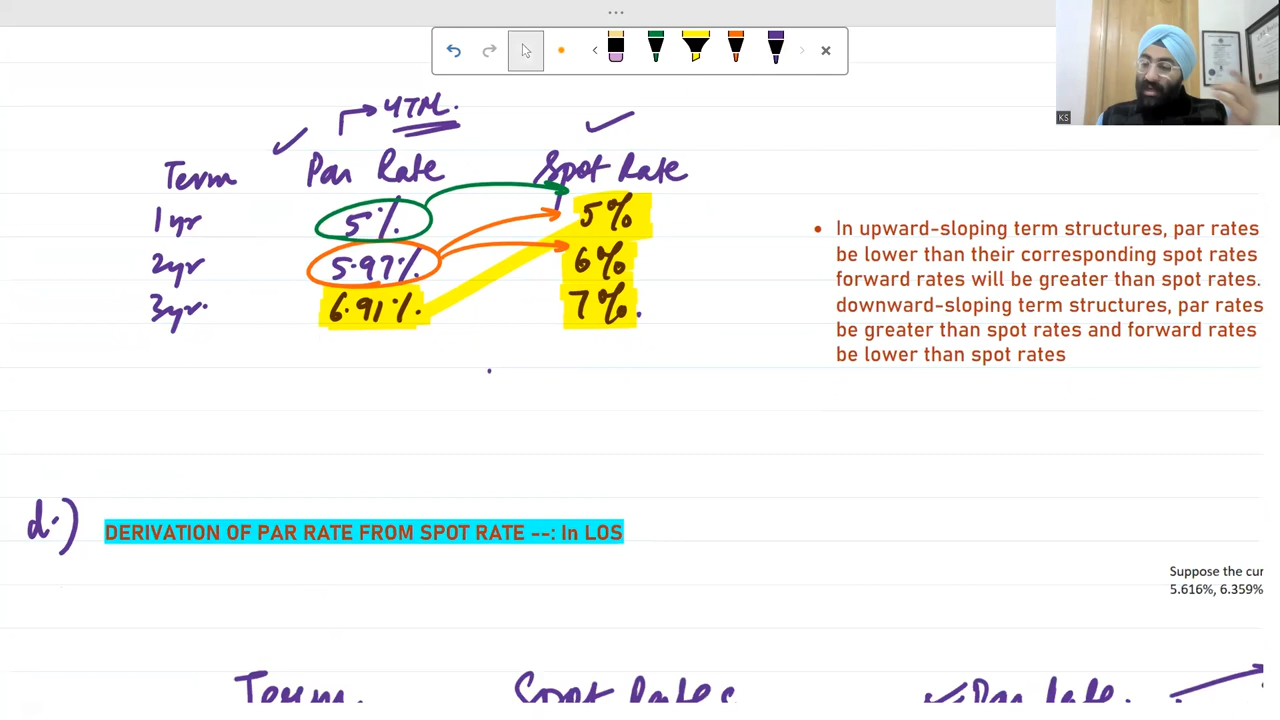 YTM.
Term Par Rate Spot Rate
1yr 5% 5%
2yr 5.97% 6%
3yr. 6.91% 7%.
• In upward-sloping term structures, par rates
be lower than their corresponding spot rates
forward rates will be greater than spot rates.
downward-sloping term structures, par rates
be greater than spot rates and forward rates
be lower than spot rates
KS
d.) DERIVATION OF PAR RATE FROM SPOT RATE --: In LOS
Suppose the cur
5.616%, 6.359%
Term. Spot Rates Par Rate.